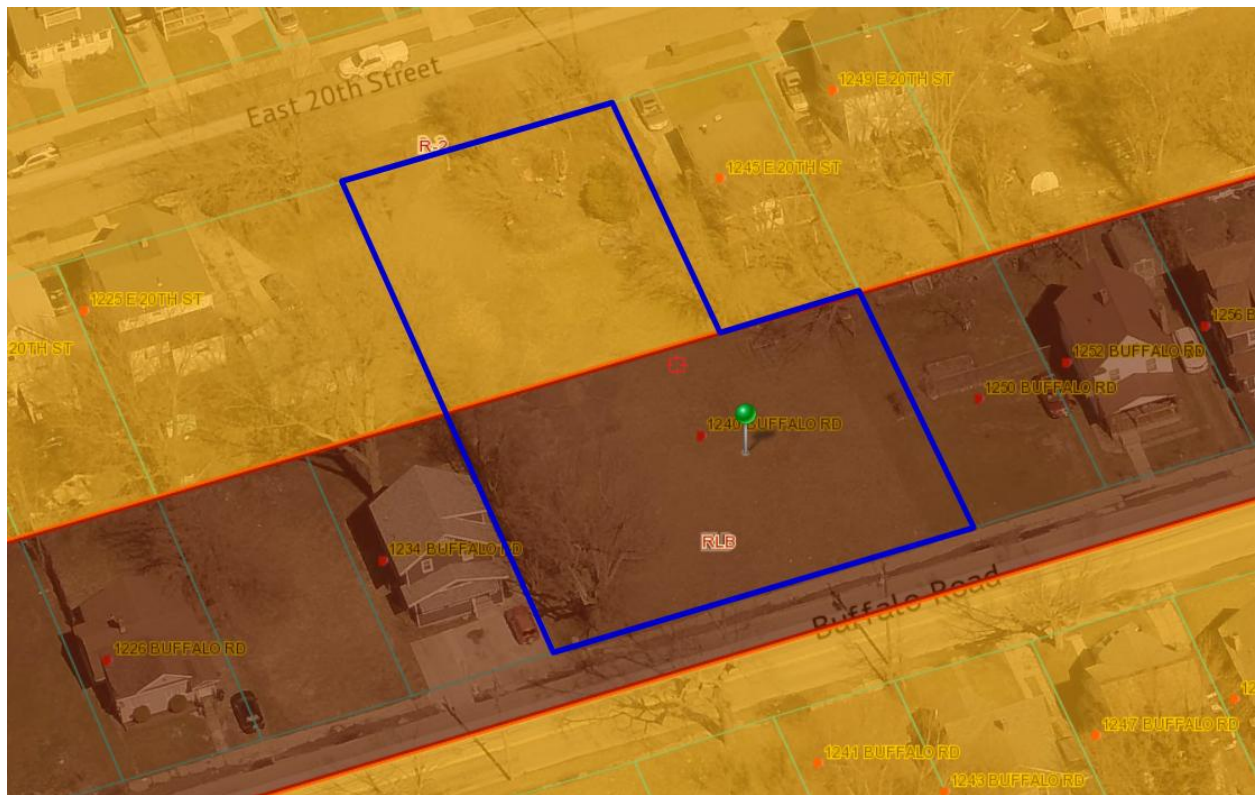 East 20th Street
1249 E 20TH ST
R-2
1245 E 20TH ST
1225 E 20TH ST
20TH ST
1256 B
1252 BUFFALO RD
1250 BUFFALO RD
1240 BUFFALO RD
RLB
1234 BUFFALO RD
Buffalo Road
1226 BUFFALO RD
1247 BUFFALO RD
1241 BUFFALO RD
1243 BUFFALO RD